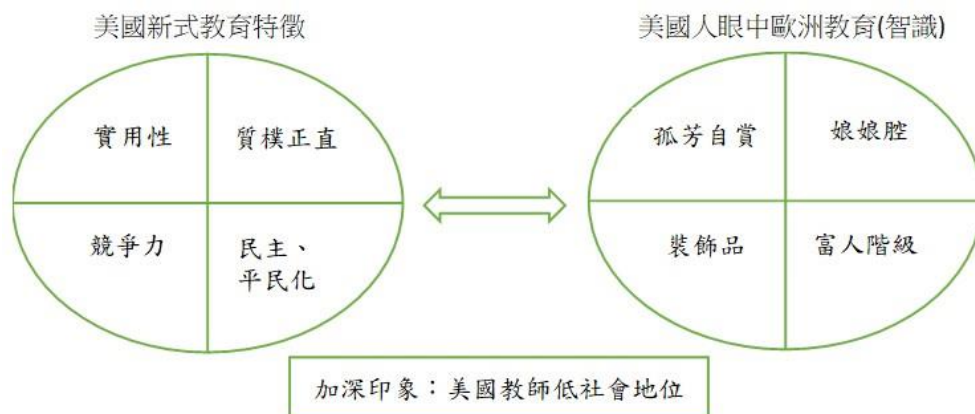 美國新式教育特徵
美國人眼中歐洲教育(智識)
實用性
質樸正直
孤芳自賞
娘娘腔
競爭力
民主、
平民化
裝飾品
富人階級
加深印象：美國教師低社會地位